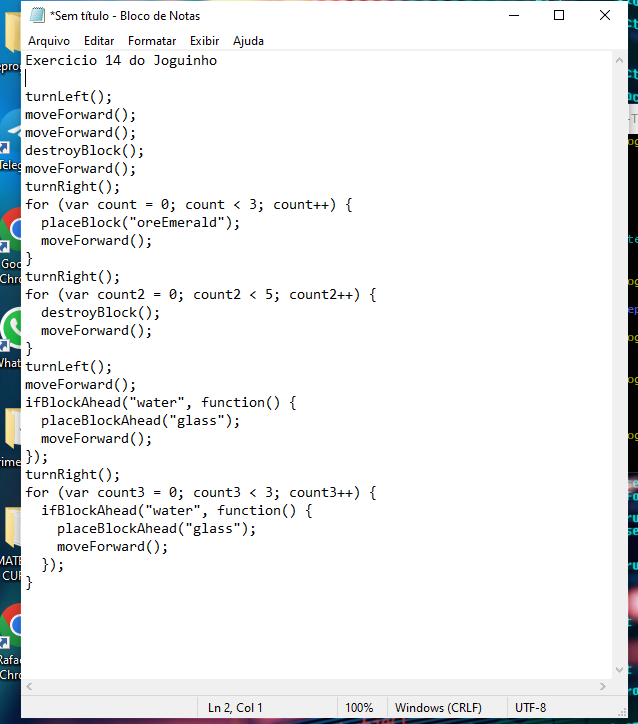 *Sem título - Bloco de Notas
Arquivo Editar Formatar Exibir Ajuda
Exercicio 14 do Joguinho
turnLeft();
moveForward();
moveForward();
destroyBlock();
moveForward();
turnRight();
for (var count = 0; count < 3; count++) {
  placeBlock("oreEmerald");
  moveForward();
}
turnRight();
for (var count2 = 0; count2 < 5; count2++) {
  destroyBlock();
  moveForward();
}
turnLeft();
moveForward();
ifBlockAhead("water", function() {
  placeBlockAhead("glass");
  moveForward();
});
turnRight();
for (var count3 = 0; count3 < 3; count3++) {
  ifBlockAhead("water", function() {
    placeBlockAhead("glass");
    moveForward();
  });
}
Ln 2, Col 1 100% Windows (CRLF) UTF-8